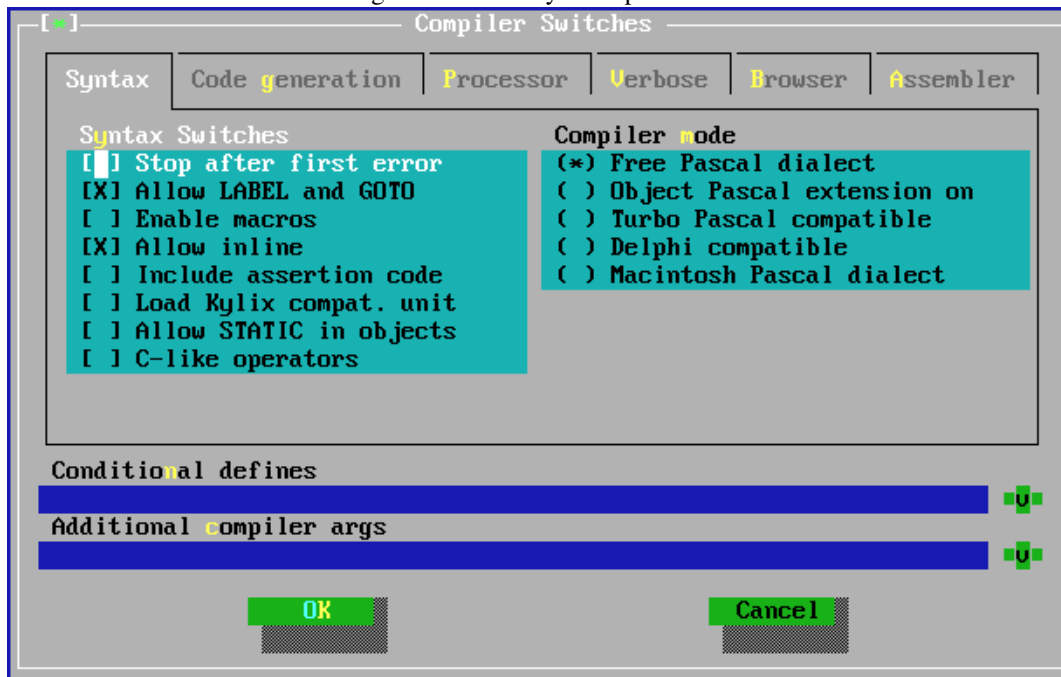 [*] Compiler Switches
Syntax Code generation Processor Verbose Browser Assembler
Syntax Switches
[ ] Stop after first error
[X] Allow LABEL and GOTO
[ ] Enable macros
[X] Allow inline
[ ] Include assertion code
[ ] Load Kylix compat. unit
[ ] Allow STATIC in objects
[ ] C-like operators
Compiler mode
(*) Free Pascal dialect
( ) Object Pascal extension on
( ) Turbo Pascal compatible
( ) Delphi compatible
( ) Macintosh Pascal dialect
Conditional defines
Additional compiler args
OK Cancel